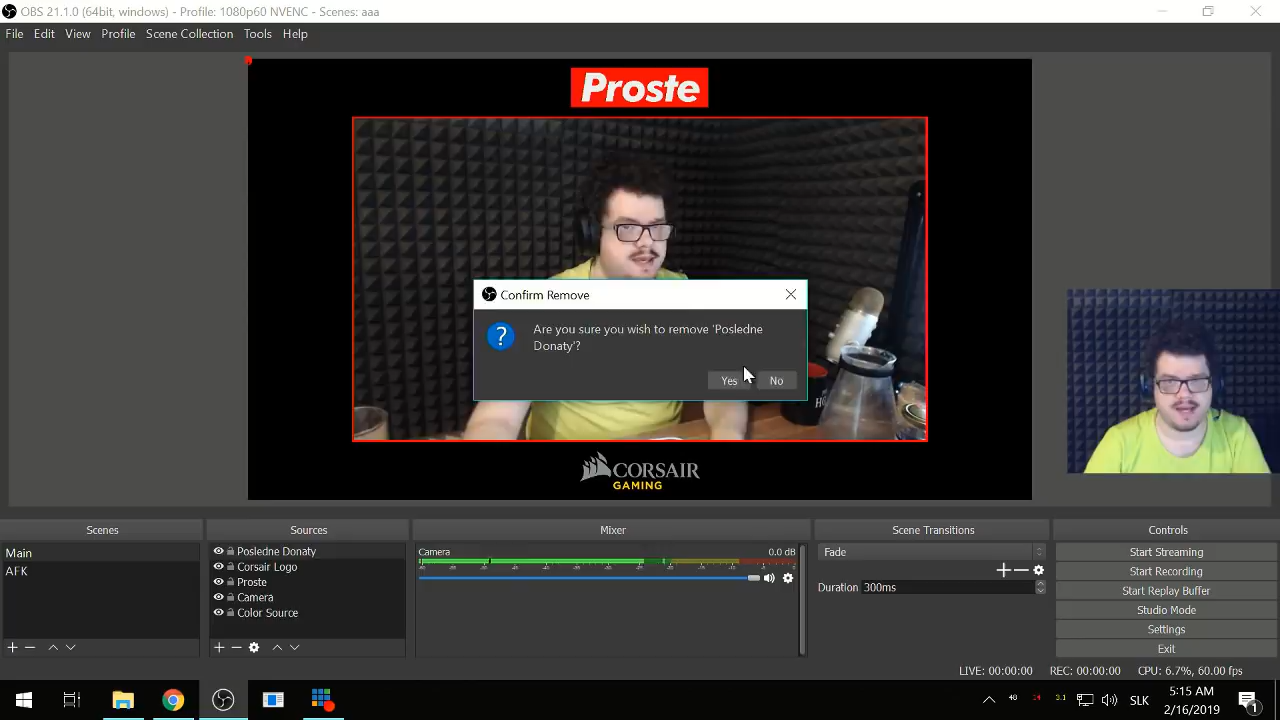 OBS 21.1.0 (64bit, windows) - Profile: 1080p60 NVENC - Scenes: aaa
File Edit View Profile Scene Collection Tools Help
Proste
Confirm Remove
Are you sure you wish to remove 'Posledne
Donaty'?
Yes No
CORSAIR
GAMING
Scenes Sources Mixer Scene Transitions Controls
Main
AFK
Posledne Donaty
Corsair Logo
Proste
Camera
Color Source
Camera 0.0 dB
Fade
Duration 300ms
Start Streaming
Start Recording
Start Replay Buffer
Studio Mode
Settings
Exit
LIVE: 00:00:00 REC: 00:00:00 CPU: 6.7%, 60.00 fps
SLK
5:15 AM
2/16/2019
1